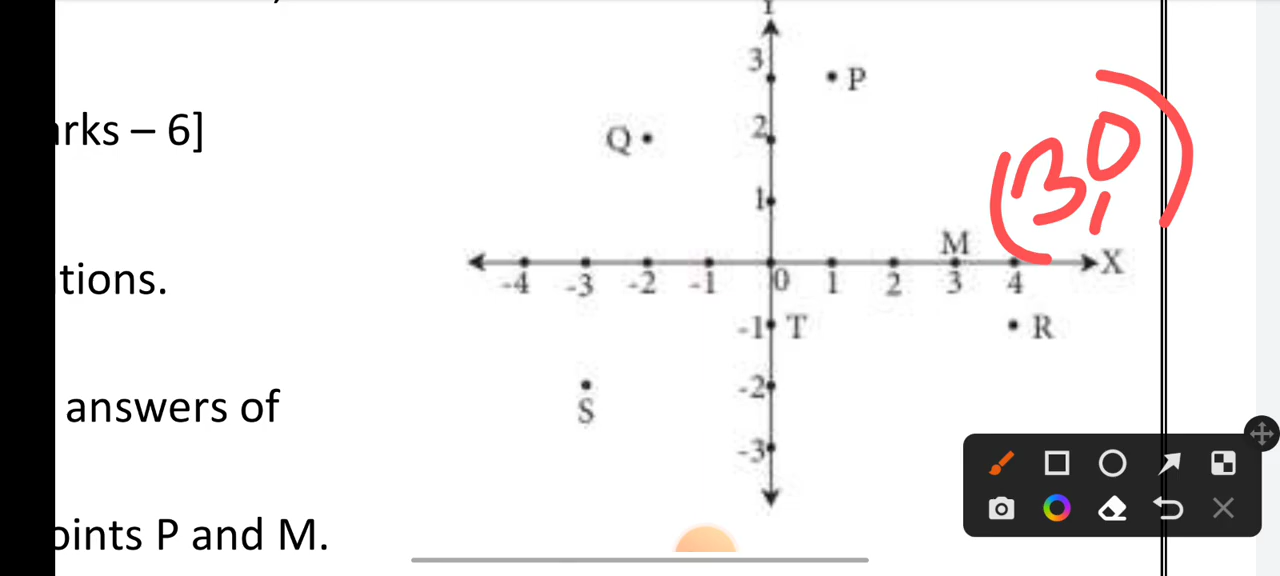 Y
3
P
rks – 6]
Q
2
(3,0)
1
M
X
tions.
-4 -3 -2 -1 0 1 2 3 4
-1 T
R
-2
answers of
S
-3
oints P and M.